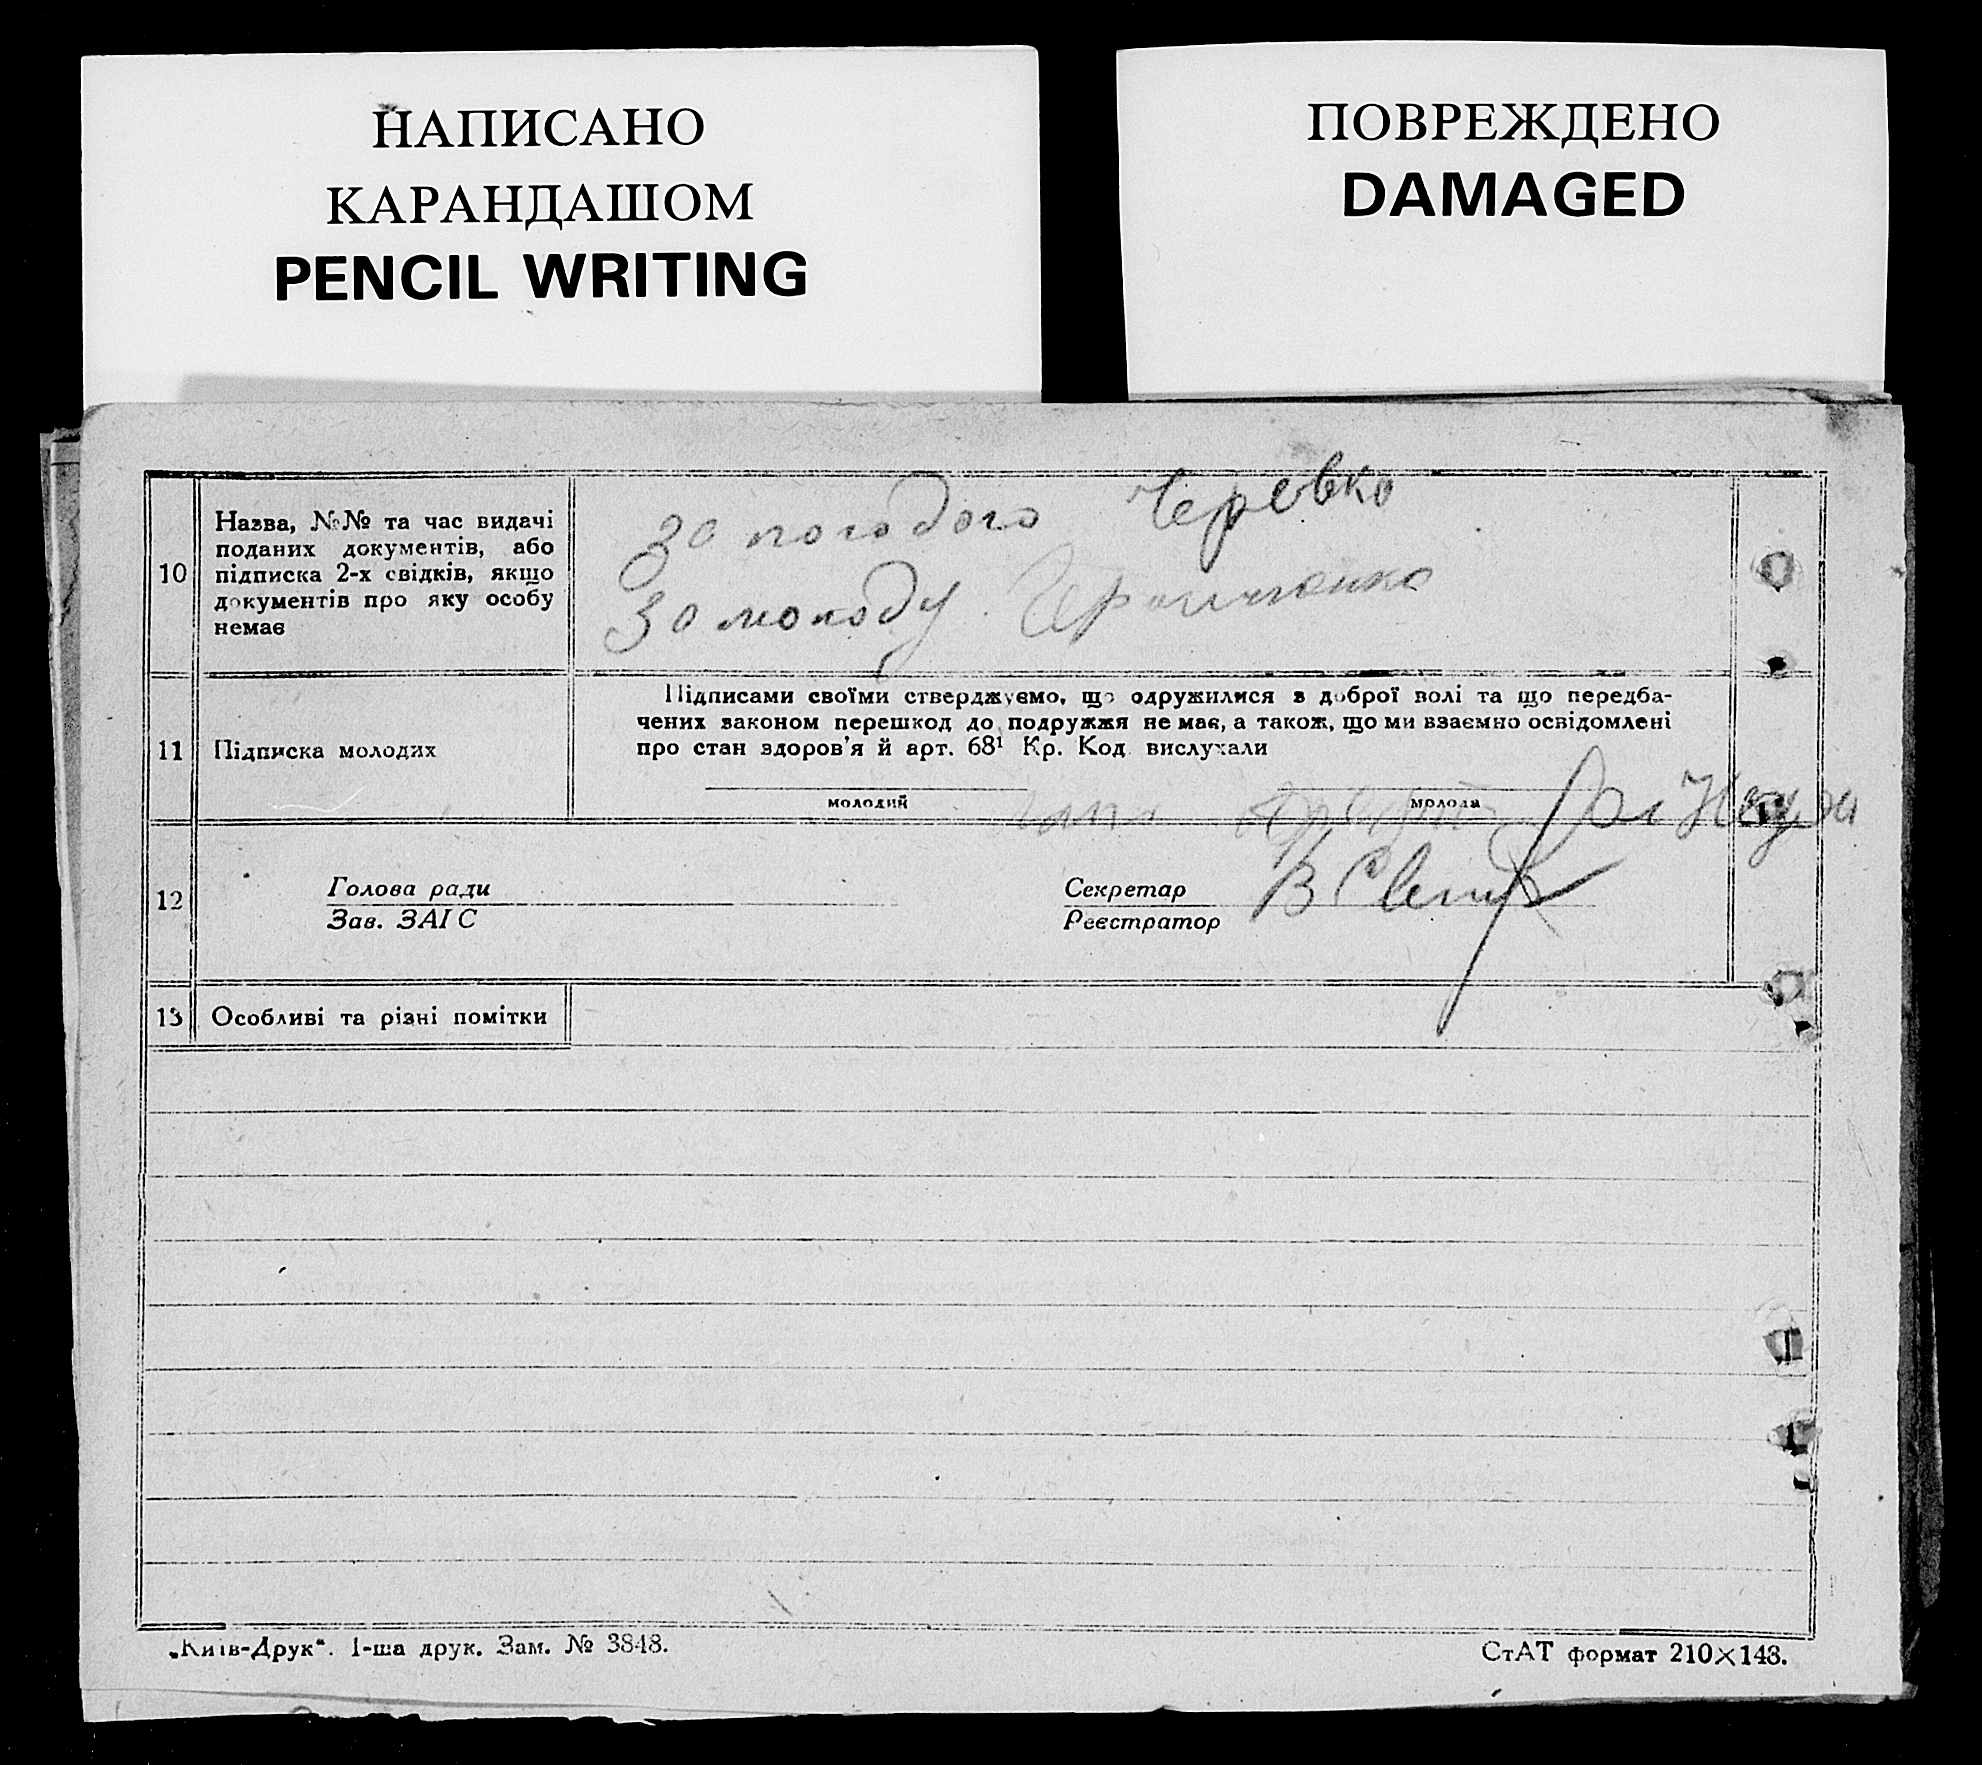 НАПИСАНО
КАРАНДАШОМ
PENCIL WRITING
ПОВРЕЖДЕНО
DAMAGED
10
Назва, №№ та час видачі
поданих документів, або
підписка 2-х свідків, якщо
документів про яку особу
немає
За молодого Черевко
За молоду
11
Підписка молодих
Підписами своїми стверджуємо, що одружилися з доброї волі та що передба-
чених законом перешкод до подружжя не має, а також, що ми взаємно освідомлені
про стан здоров'я й арт. 68¹ Кр. Код вислухали
молодий
молода
12
Голова ради
Зав. ЗАГС
Секретар
Реєстратор
13
Особливі та різні помітки
„Київ-Друк“. 1-ша друк. Зам. № 3848.
СтАТ формат 210×148.